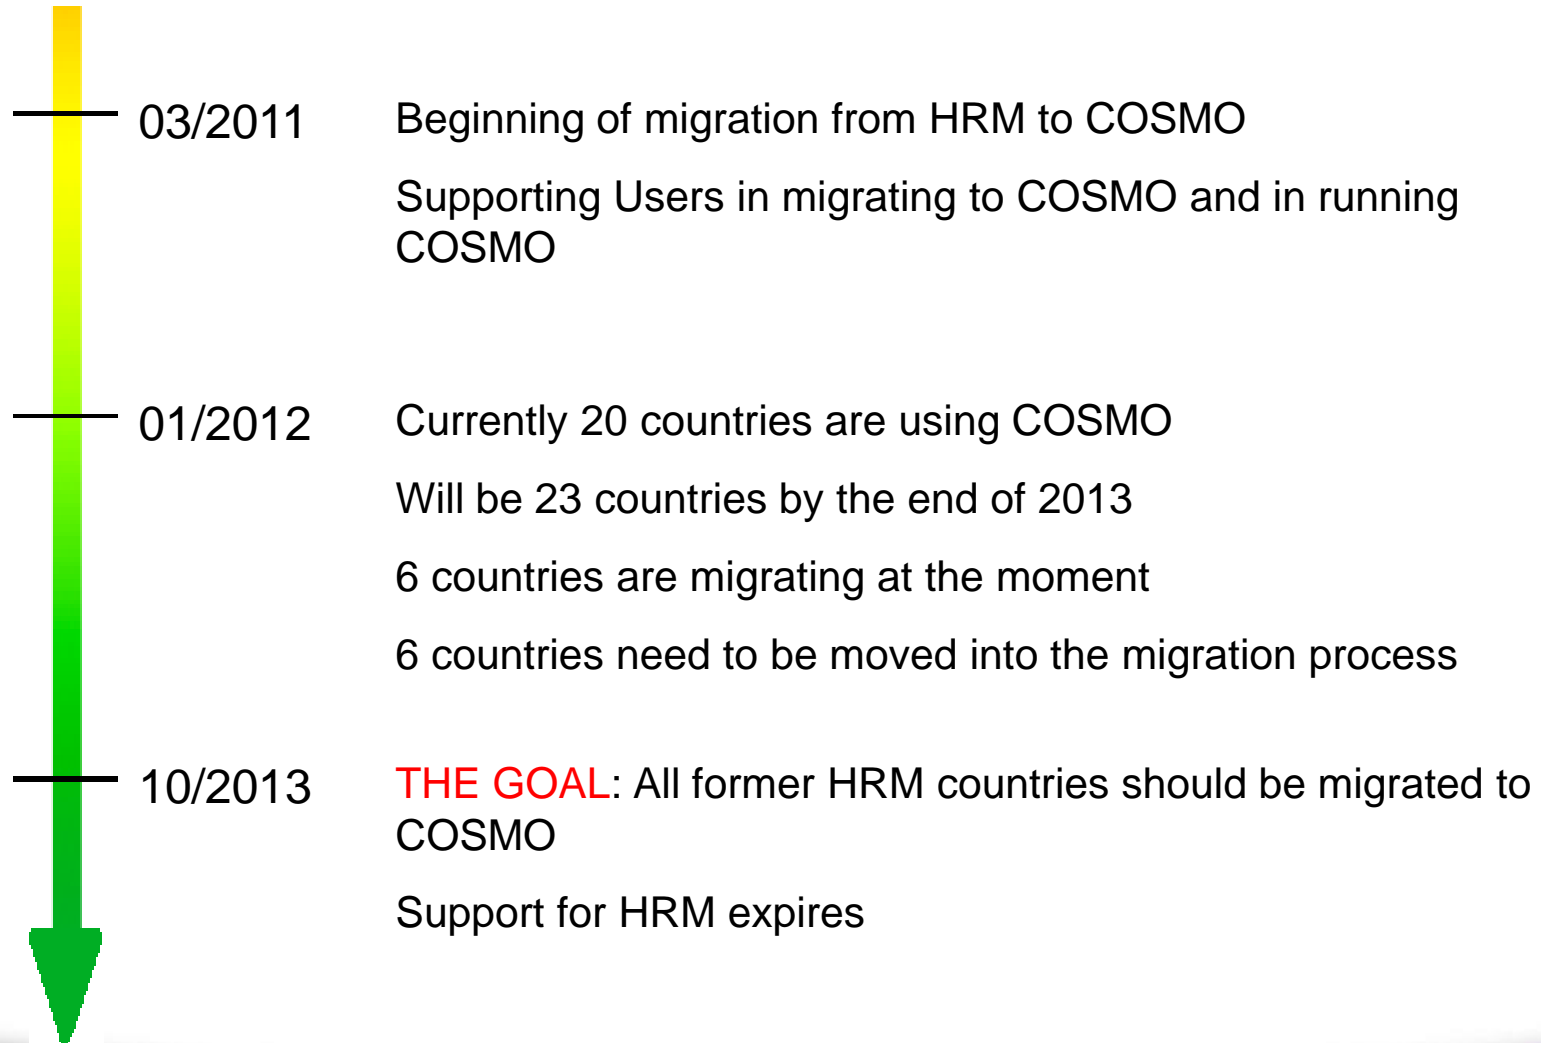 03/2011 Beginning of migration from HRM to COSMO
Supporting Users in migrating to COSMO and in running
COSMO
01/2012 Currently 20 countries are using COSMO
Will be 23 countries by the end of 2013
6 countries are migrating at the moment
6 countries need to be moved into the migration process
10/2013 THE GOAL: All former HRM countries should be migrated to
COSMO
Support for HRM expires